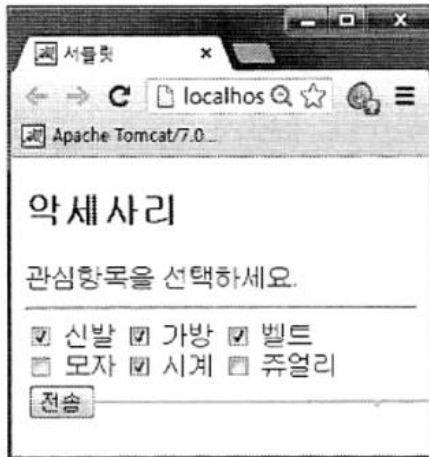 서블릿
localhos
Apache Tomcat/7.0...
악세사리
관심항목을 선택하세요.
신발 가방 벨트
모자 시계 쥬얼리
전송